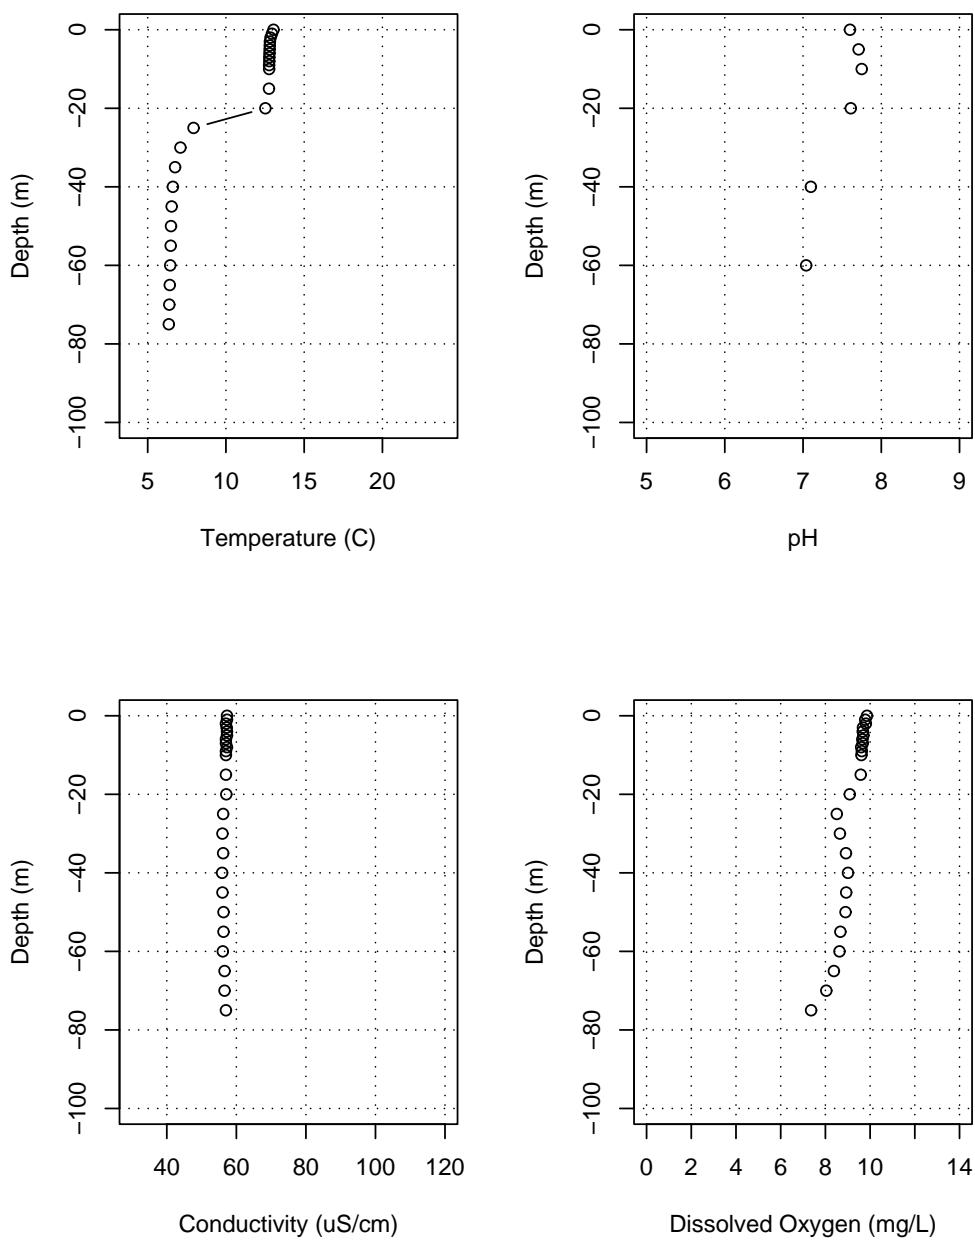 0
−20
−40
−60
−80
−100
Depth (m)
5 10 15 20
Temperature (C)
0
−20
−40
−60
−80
−100
Depth (m)
5 6 7 8 9
pH
0
−20
−40
−60
−80
−100
Depth (m)
40 60 80 100 120
Conductivity (uS/cm)
0
−20
−40
−60
−80
−100
Depth (m)
0 2 4 6 8 10 14
Dissolved Oxygen (mg/L)